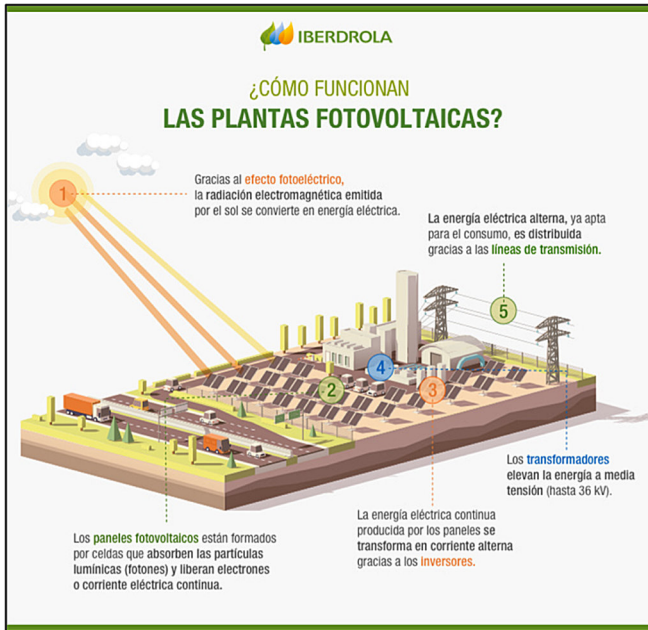 IBERDROLA
¿CÓMO FUNCIONAN
LAS PLANTAS FOTOVOLTAICAS?
1
Gracias al efecto fotoeléctrico,
la radiación electromagnética emitida
por el sol se convierte en energía eléctrica.
La energía eléctrica alterna, ya apta
para el consumo, es distribuida
gracias a las líneas de transmisión.
5
4
2
3
Los transformadores
elevan la energía a media
tensión (hasta 36 kV).
La energía eléctrica continua
producida por los paneles se
transforma en corriente alterna
gracias a los inversores.
Los paneles fotovoltaicos están formados
por celdas que absorben las partículas
lumínicas (fotones) y liberan electrones
o corriente eléctrica continua.